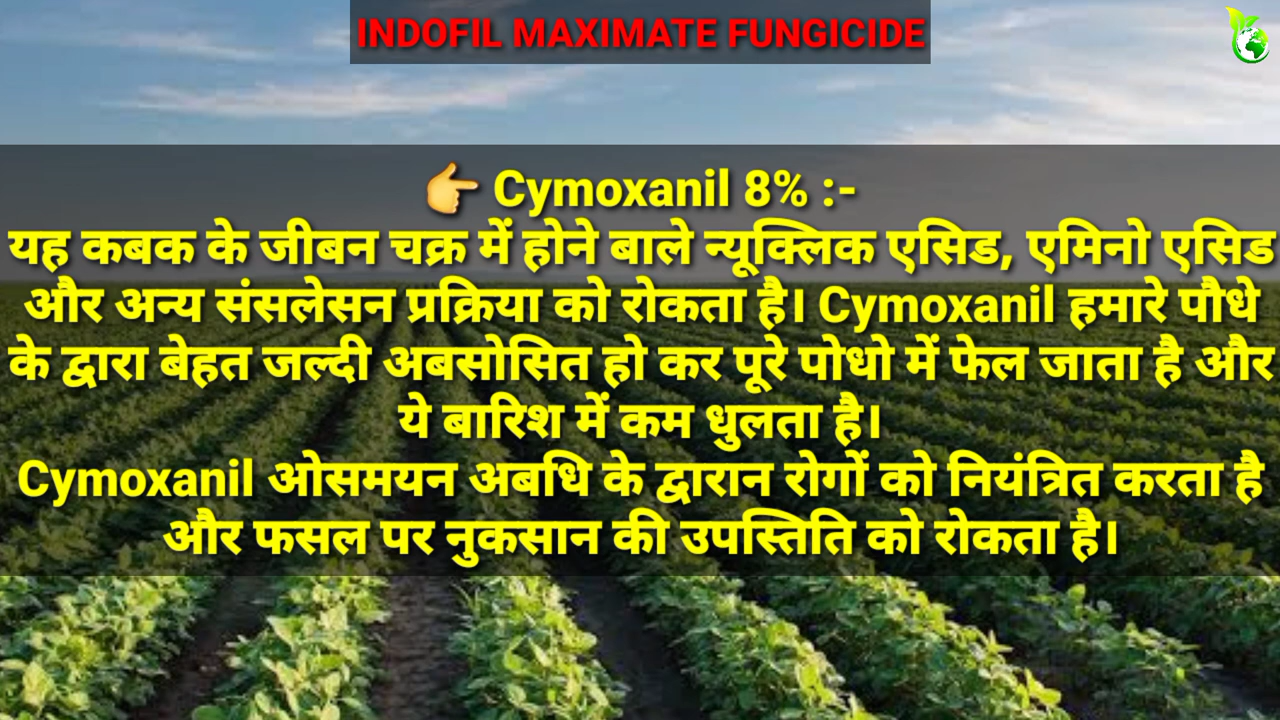 INDOFIL MAXIMATE FUNGICIDE
👉 Cymoxanil 8% :-
यह कबक के जीबन चक्र में होने बाले न्यूक्लिक एसिड, एमिनो एसिड
और अन्य संसलेसन प्रक्रिया को रोकता है। Cymoxanil हमारे पौधे
के द्वारा बेहत जल्दी अबसोसित हो कर पूरे पोधो में फेल जाता है और
ये बारिश में कम धुलता है।
Cymoxanil ओसमयन अबधि के द्वारान रोगों को नियंत्रित करता है
और फसल पर नुकसान की उपस्तिति को रोकता है।